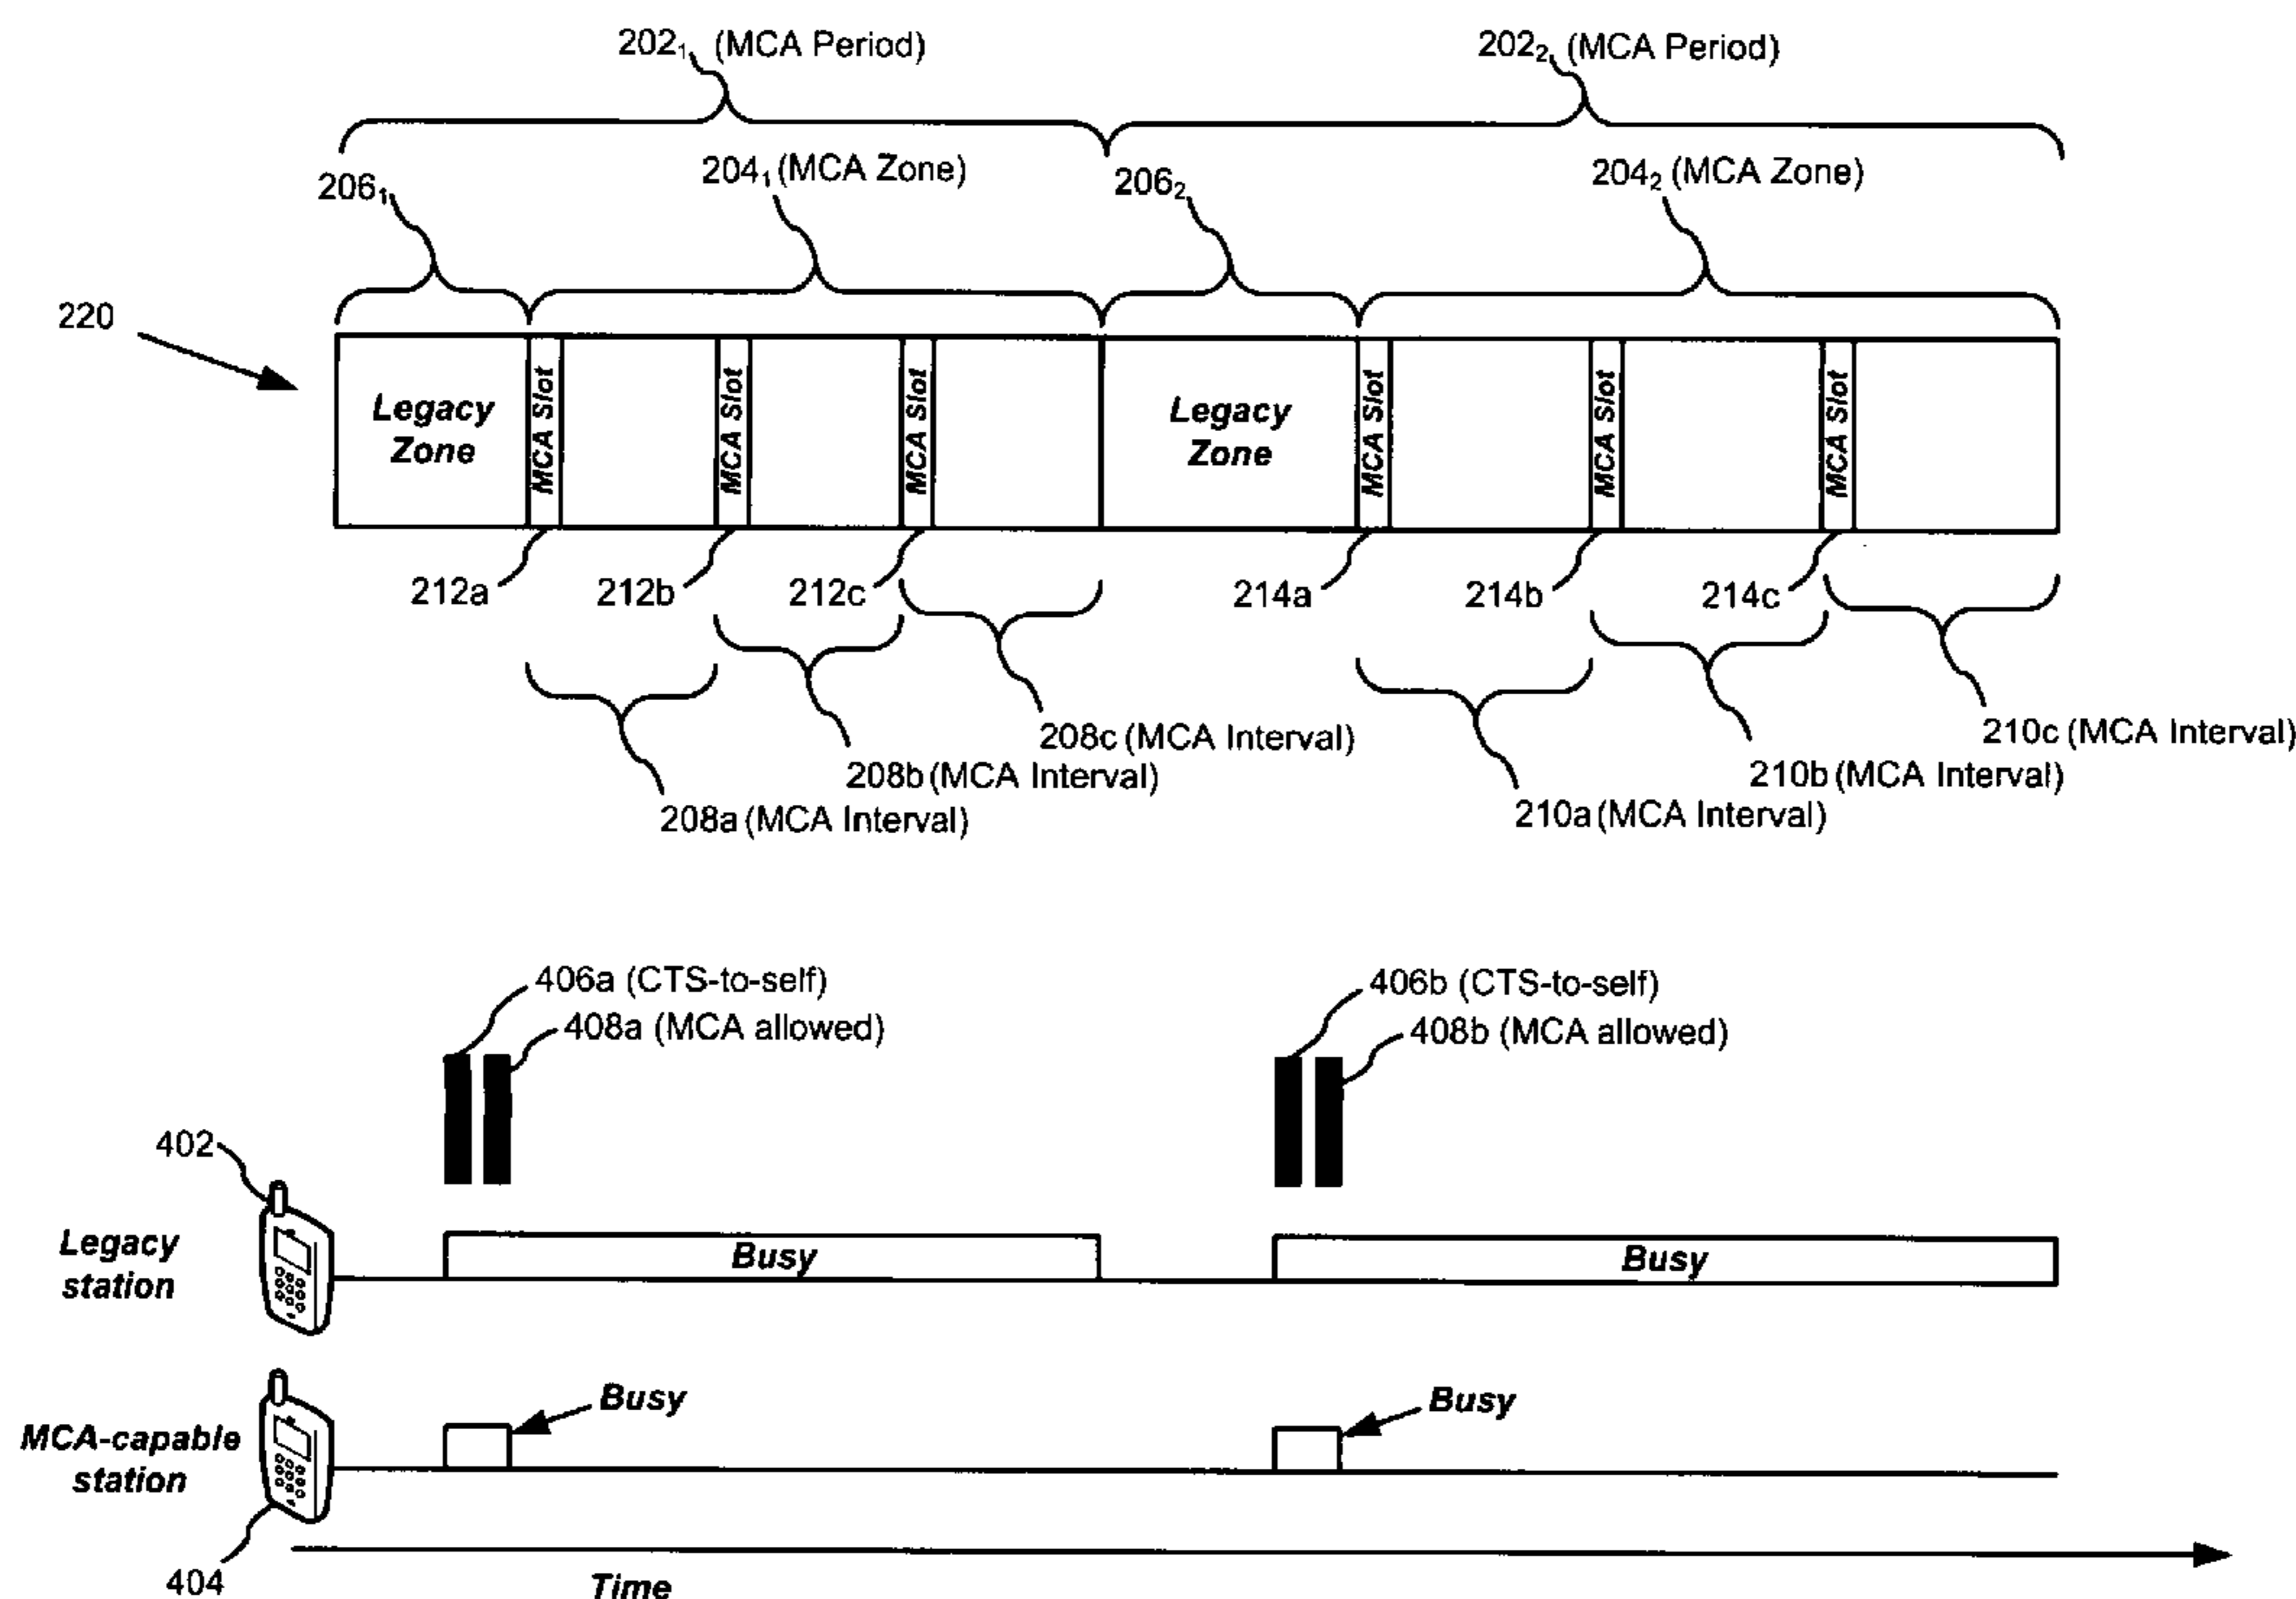 202₁ (MCA Period)
202₂ (MCA Period)
206₁
204₁ (MCA Zone)
206₂
204₂ (MCA Zone)
220
Legacy Zone
MCA Slot
MCA Slot
MCA Slot
Legacy Zone
MCA Slot
MCA Slot
MCA Slot
212a
212b
212c
214a
214b
214c
208c (MCA Interval)
208b (MCA Interval)
208a (MCA Interval)
210c (MCA Interval)
210b (MCA Interval)
210a (MCA Interval)
406a (CTS-to-self)
408a (MCA allowed)
406b (CTS-to-self)
408b (MCA allowed)
402
Legacy
station
Busy
Busy
MCA-capable
station
Busy
Busy
404
Time